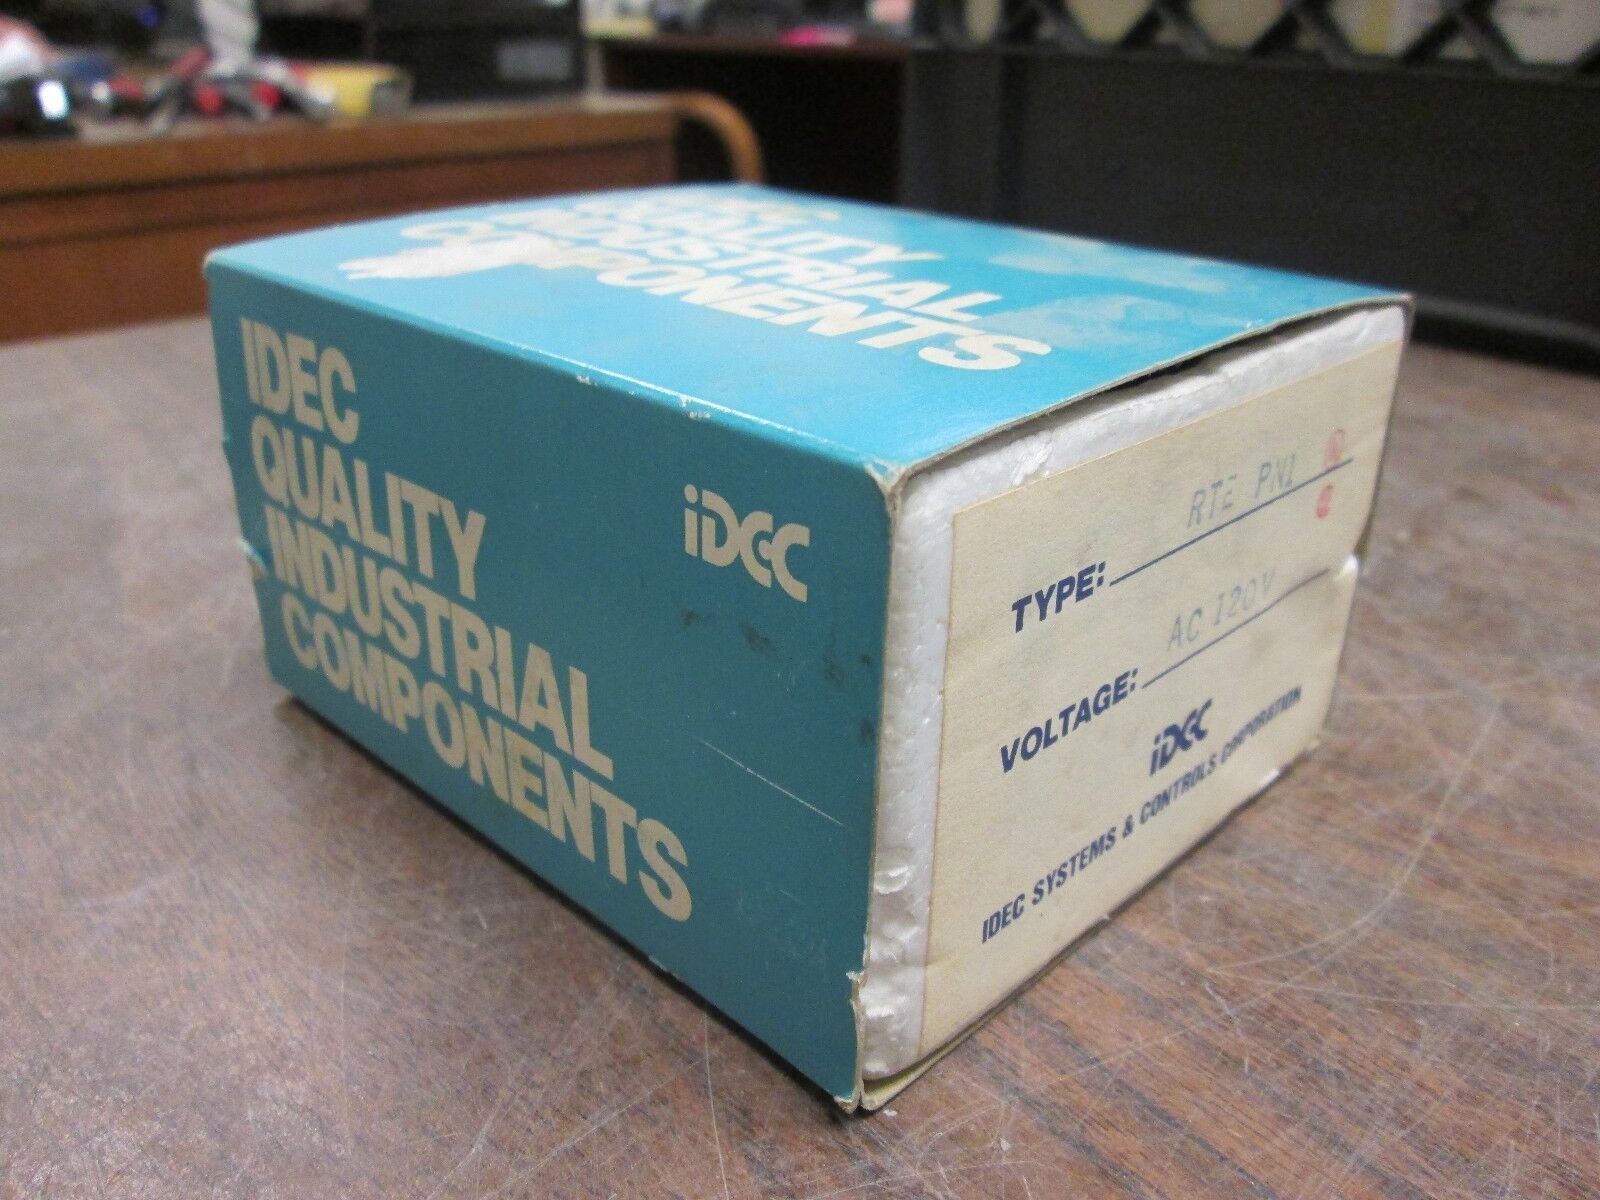 QUALITY
INDUSTRIAL
COMPONENTS
IDEC
QUALITY
INDUSTRIAL
COMPONENTS
iDEC
TYPE: RTE PN1
VOLTAGE: AC 120V
iDEC
IDEC SYSTEMS & CONTROLS CORPORATION